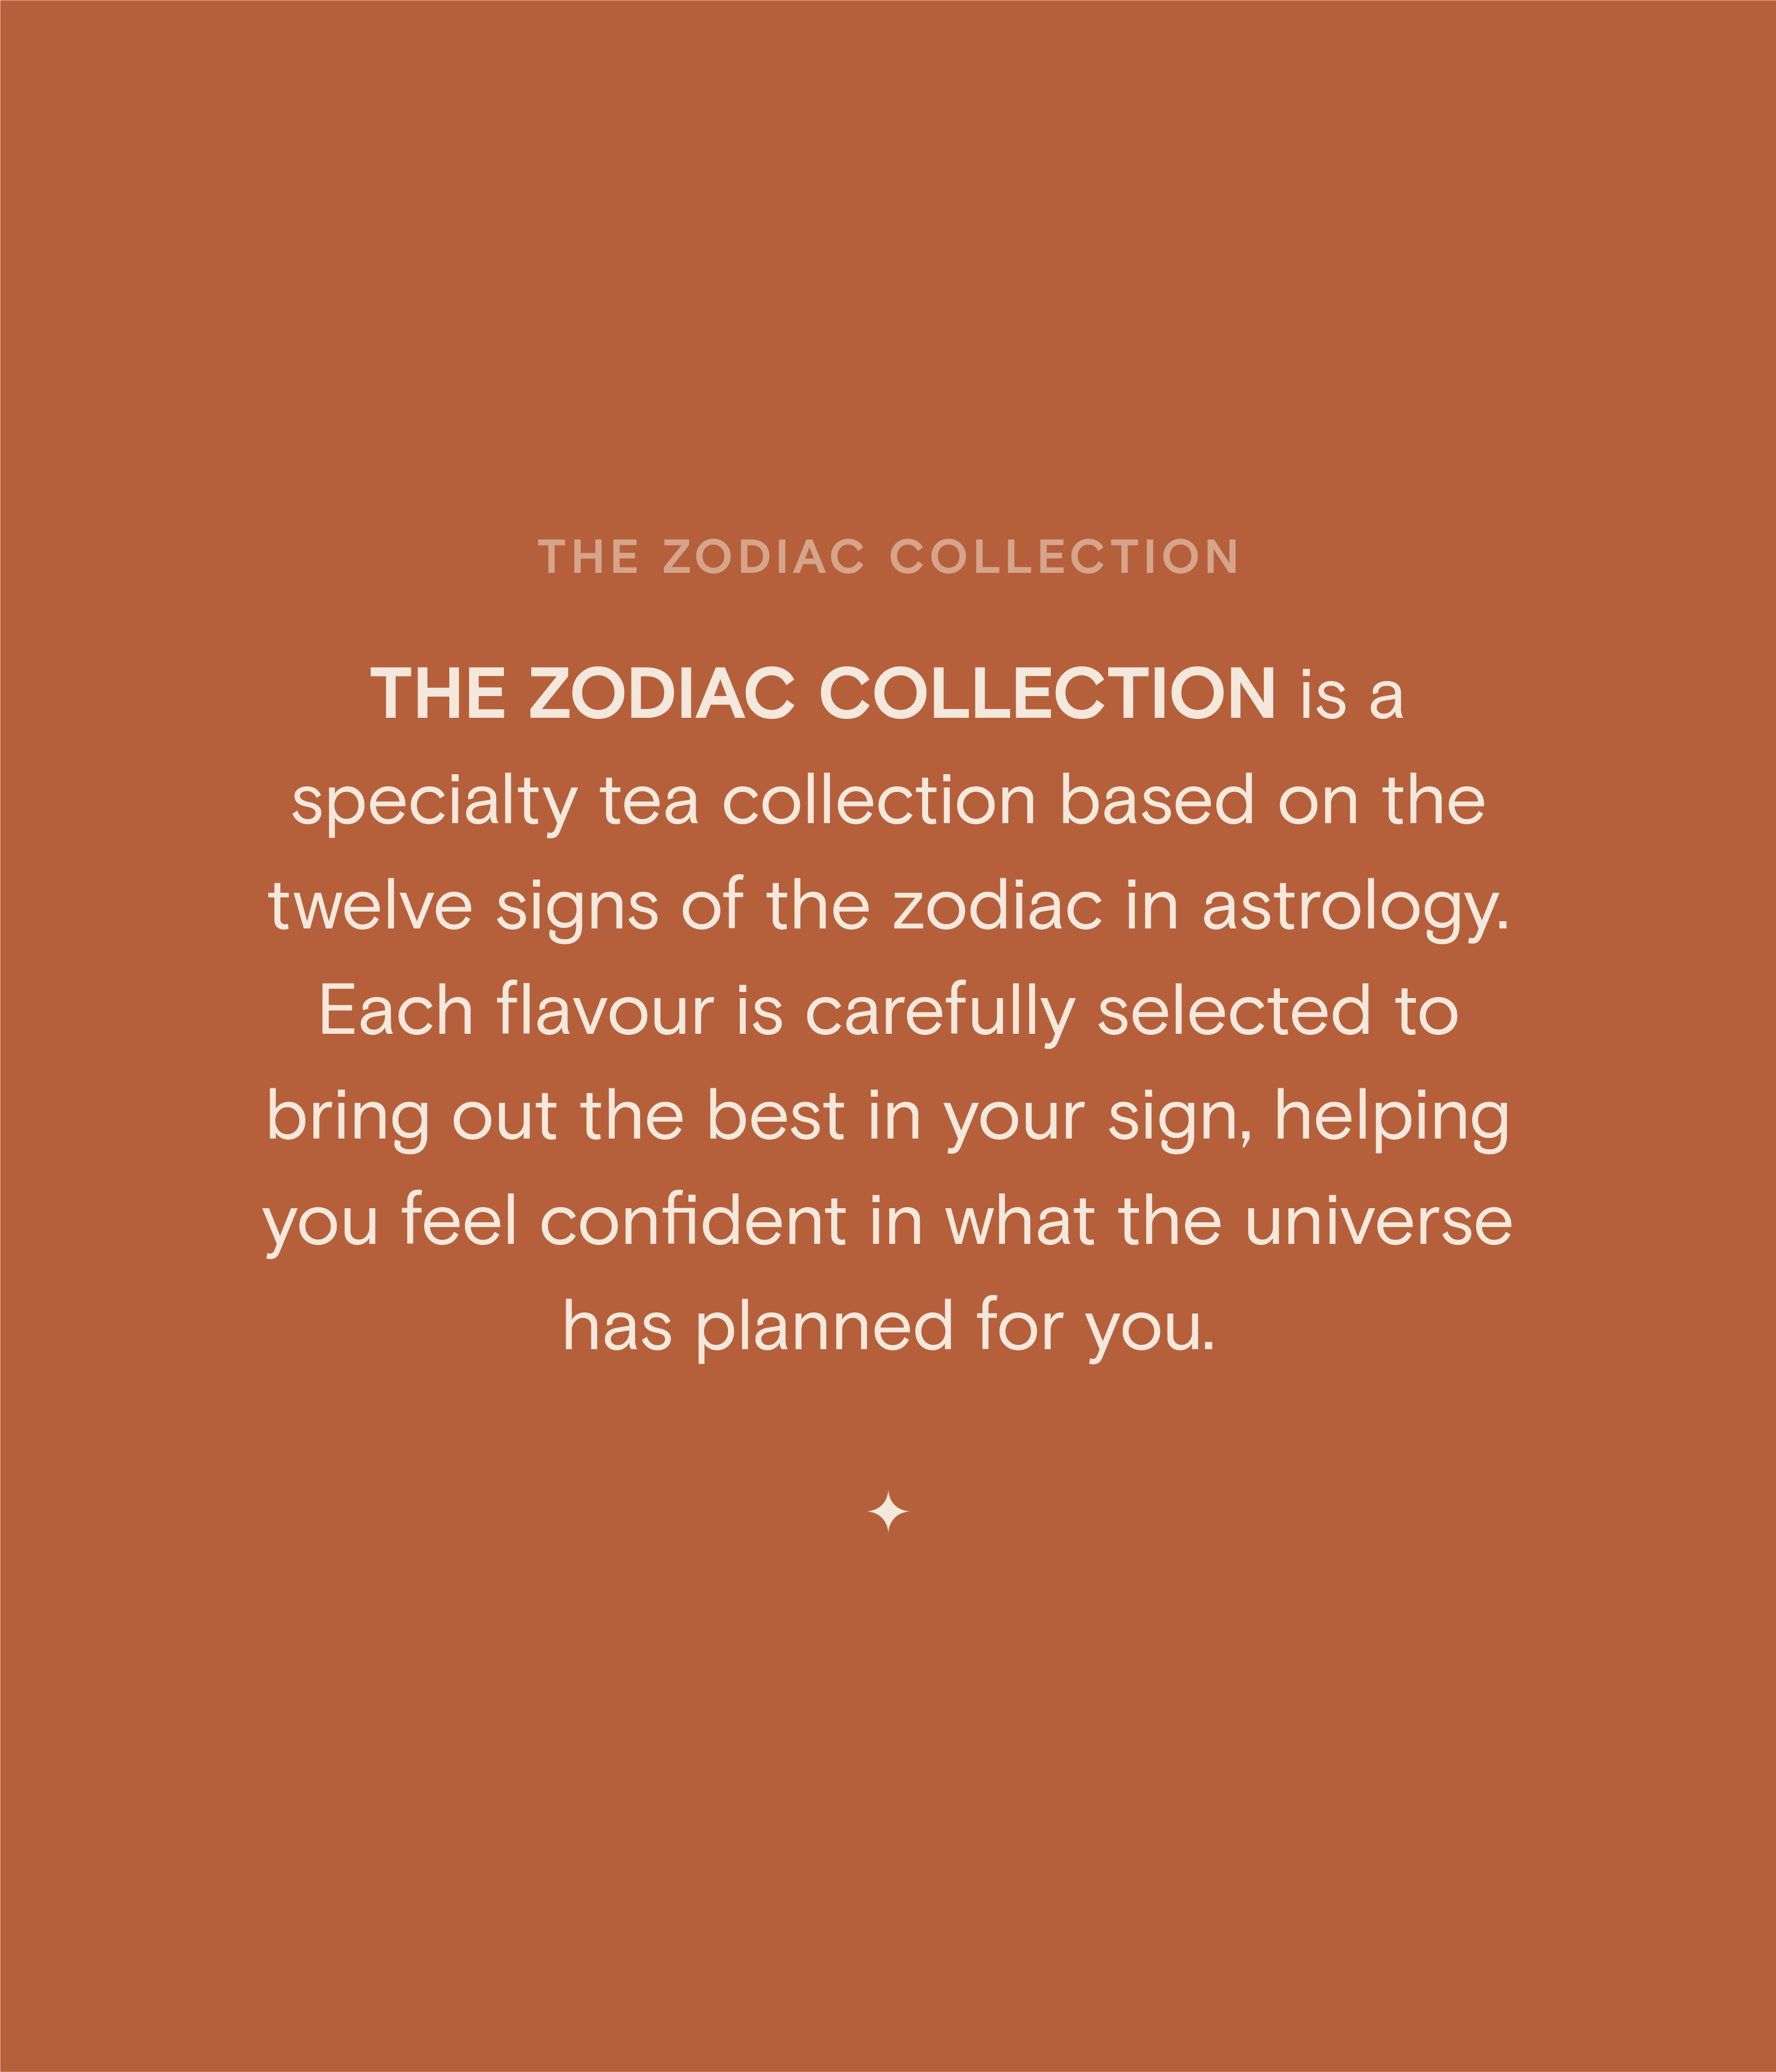 THE ZODIAC COLLECTION
THE ZODIAC COLLECTION is a
specialty tea collection based on the
twelve signs of the zodiac in astrology.
Each flavour is carefully selected to
bring out the best in your sign, helping
you feel confident in what the universe
has planned for you.